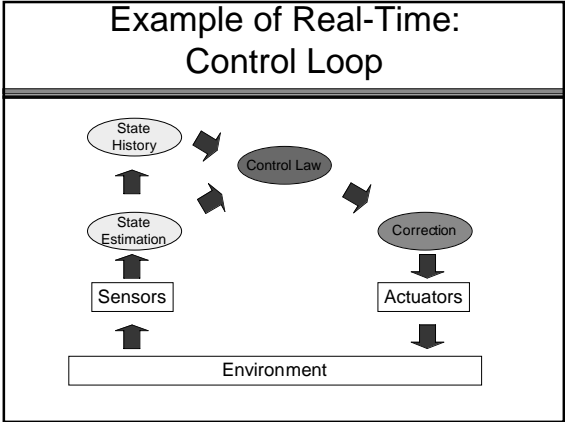 Example of Real-Time:
Control Loop
State
History
Control Law
State
Estimation
Correction
Sensors
Actuators
Environment